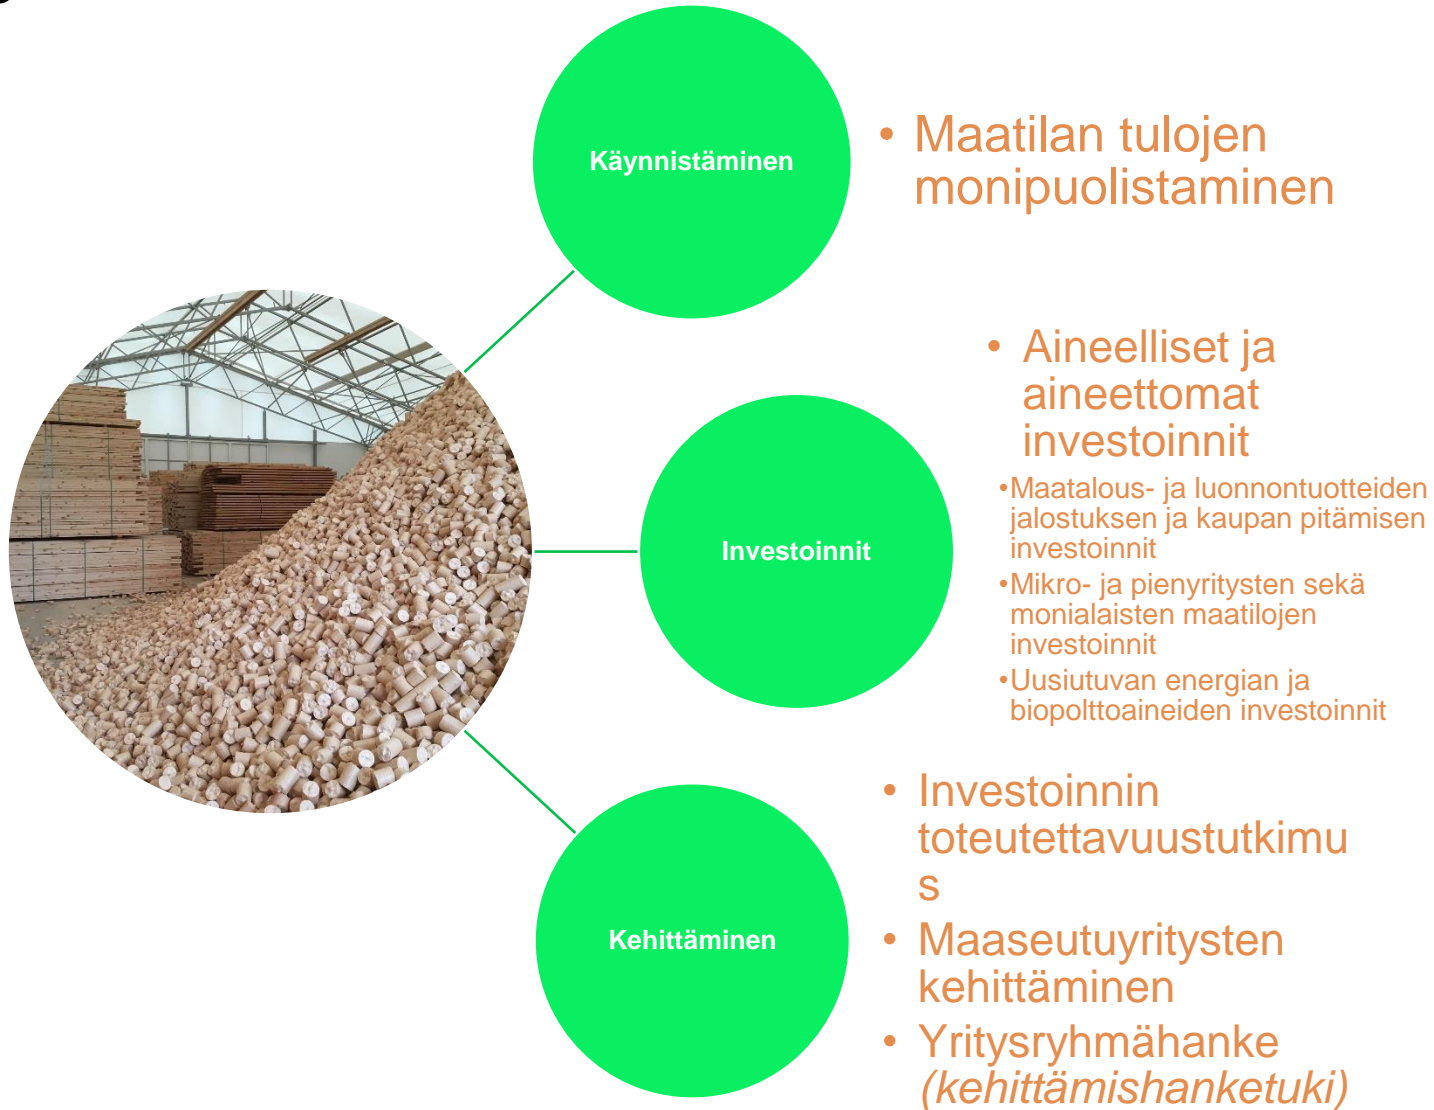 Käynnistäminen
• Maatilan tulojen
monipuolistaminen
Investoinnit
• Aineelliset ja
aineettomat
investoinnit
•Maatalous- ja luonnontuotteiden
jalostuksen ja kaupan pitämisen
investoinnit
•Mikro- ja pienyritysten sekä
monialaisten maatilojen
investoinnit
•Uusiutuvan energian ja
biopolttoaineiden investoinnit
Kehittäminen
• Investoinnin
toteutettavuustutkimu
s
• Maaseutuyritysten
kehittäminen
• Yritysryhmähanke
(kehittämishanketuki)